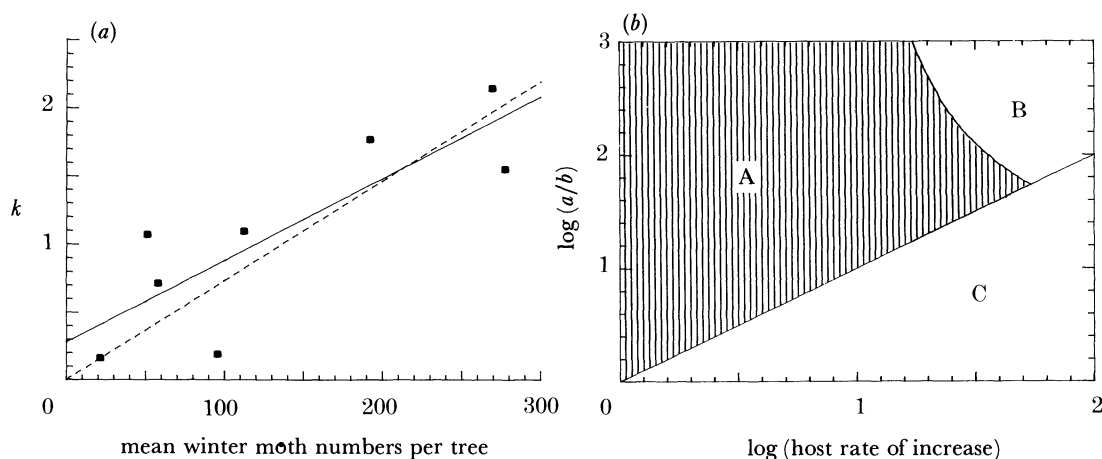 (a)
2
k
1
0 100 200 300
mean winter moth numbers per tree
(b)
3
B
2
A
log (a/b)
1
C
0 1 2
log (host rate of increase)